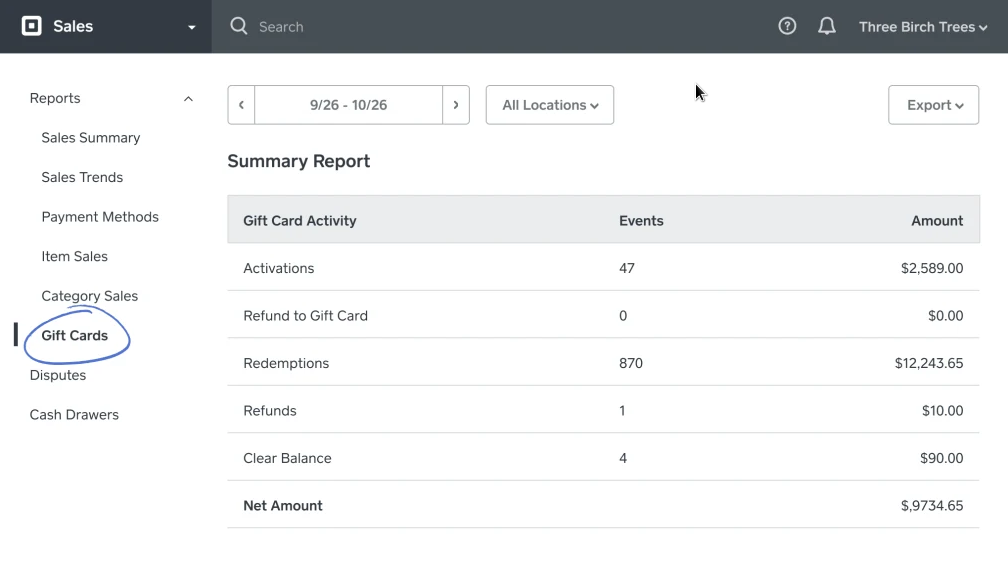 Sales
Search
Three Birch Trees
Reports
Sales Summary
Sales Trends
Payment Methods
Item Sales
Category Sales
Gift Cards
Disputes
Cash Drawers
9/26 - 10/26
All Locations
Export
Summary Report
Gift Card Activity Events Amount
Activations 47 $2,589.00
Refund to Gift Card 0 $0.00
Redemptions 870 $12,243.65
Refunds 1 $10.00
Clear Balance 4 $90.00
Net Amount $,9734.65